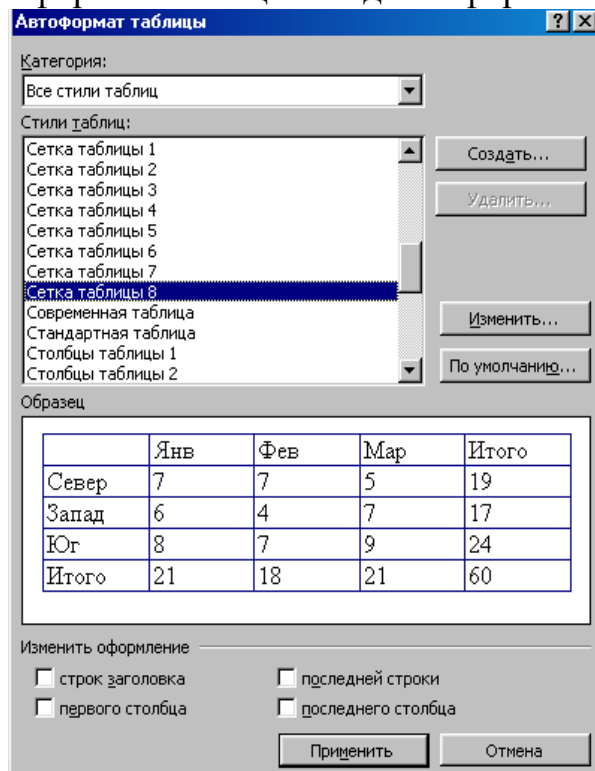 Автоформат таблицы
Категория:
Все стили таблиц
Стили таблиц:
Сетка таблицы 1
Сетка таблицы 2
Сетка таблицы 3
Сетка таблицы 4
Сетка таблицы 5
Сетка таблицы 6
Сетка таблицы 7
Сетка таблицы 8
Современная таблица
Стандартная таблица
Столбцы таблицы 1
Столбцы таблицы 2
Создать...
Удалить...
Изменить...
По умолчанию...
Образец
Янв Фев Мар Итого
Север 7 7 5 19
Запад 6 4 7 17
Юг 8 7 9 24
Итого 21 18 21 60
Изменить оформление
строк заголовка последней строки
первого столбца последнего столбца
Применить Отмена